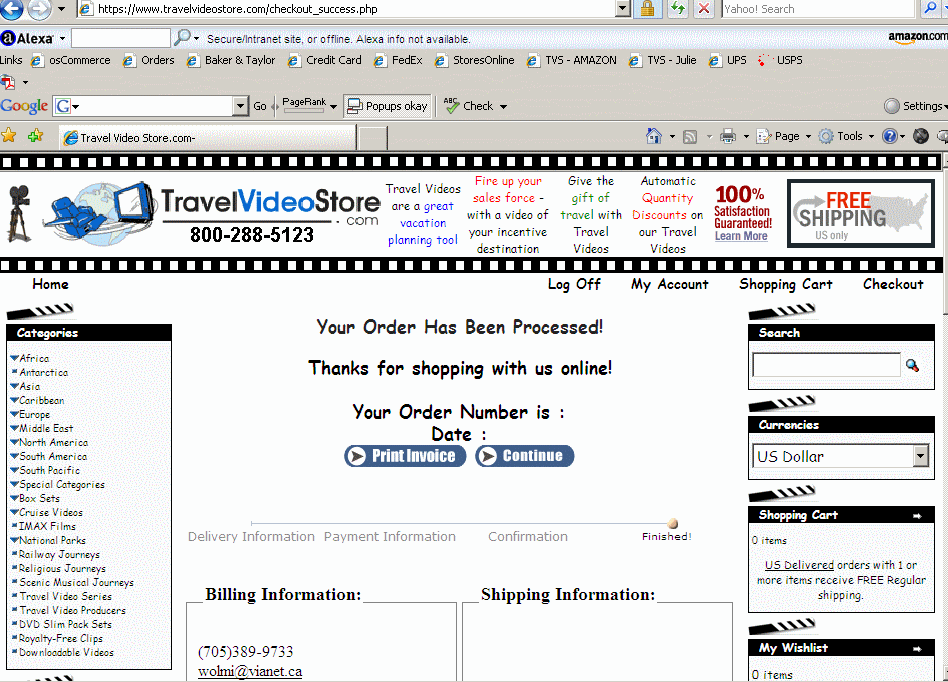 https://www.travelvideostore.com/checkout_success.php
Yahoo! Search
Alexa
Secure/Intranet site, or offline. Alexa info not available.
amazon.com
Links osCommerce Orders Baker & Taylor Credit Card FedEx StoresOnline TVS - AMAZON TVS - Julie UPS USPS
Google G Go PageRank Popups okay Check Settings
Travel Video Store.com-
Page Tools
TravelVideoStore
.com
800-288-5123
Travel Videos
are a great
vacation
planning tool
Fire up your
sales force -
with a video of
your incentive
destination
Give the
gift of
travel with
Travel
Videos
Automatic
Quantity
Discounts on
our Travel
Videos
100%
Satisfaction
Guaranteed!
Learn More
FREE
SHIPPING
US only
Home Log Off My Account Shopping Cart Checkout
Categories
Africa
Antarctica
Asia
Caribbean
Europe
Middle East
North America
South America
South Pacific
Special Categories
Box Sets
Cruise Videos
IMAX Films
National Parks
Railway Journeys
Religious Journeys
Scenic Musical Journeys
Travel Video Series
Travel Video Producers
DVD Slim Pack Sets
Royalty-Free Clips
Downloadable Videos
Your Order Has Been Processed!
Thanks for shopping with us online!
Your Order Number is :
Date :
Print Invoice Continue
Delivery Information Payment Information Confirmation Finished!
Billing Information:
(705)389-9733
wolmi@vianet.ca
Shipping Information:
Search
Currencies
US Dollar
Shopping Cart
0 items
US Delivered orders with 1 or
more items receive FREE Regular
shipping.
My Wishlist
0 items